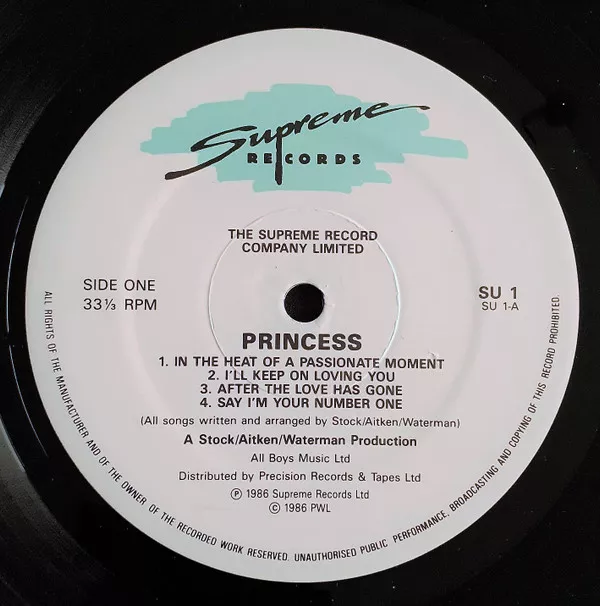 Supreme
RECORDS
THE SUPREME RECORD
COMPANY LIMITED
SIDE ONE
33⅓ RPM
SU 1
SU 1-A
PRINCESS
1. IN THE HEAT OF A PASSIONATE MOMENT
2. I'LL KEEP ON LOVING YOU
3. AFTER THE LOVE HAS GONE
4. SAY I'M YOUR NUMBER ONE
(All songs written and arranged by Stock/Aitken/Waterman)
A Stock/Aitken/Waterman Production
All Boys Music Ltd
Distributed by Precision Records & Tapes Ltd
℗ 1986 Supreme Records Ltd
© 1986 PWL
ALL RIGHTS OF THE MANUFACTURER AND OF THE OWNER OF THE RECORDED WORK RESERVED. UNAUTHORISED PUBLIC PERFORMANCE, BROADCASTING AND COPYING OF THIS RECORD PROHIBITED.